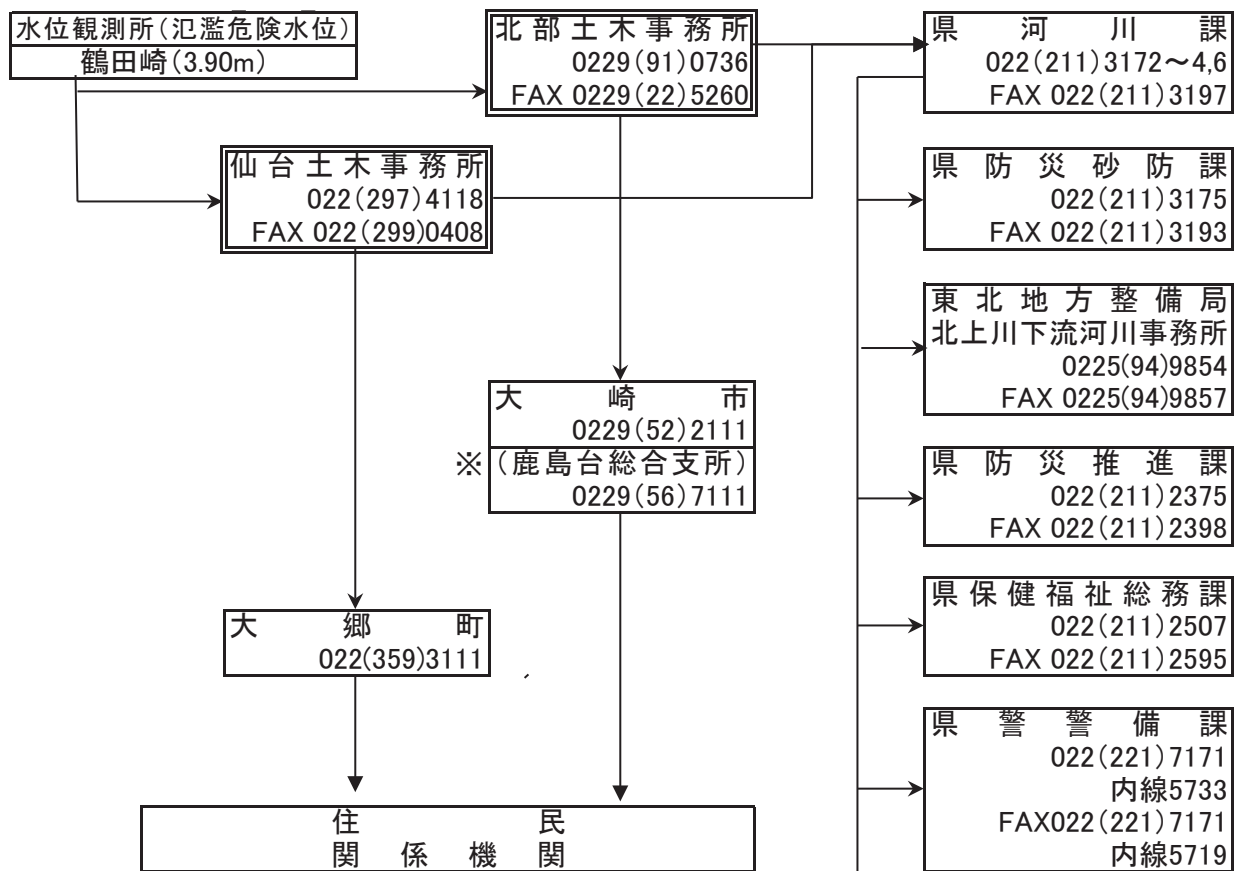 水位観測所(氾濫危険水位)
鶴田崎(3.90m)
北部土木事務所
0229(91)0736
FAX 0229(22)5260
県河川課
022(211)3172～4,6
FAX 022(211)3197
仙台土木事務所
022(297)4118
FAX 022(299)0408
県防災砂防課
022(211)3175
FAX 022(211)3193
東北地方整備局
北上川下流河川事務所
0225(94)9854
FAX 0225(94)9857
大崎市
0229(52)2111
※(鹿島台総合支所)
0229(56)7111
県防災推進課
022(211)2375
FAX 022(211)2398
大郷町
022(359)3111
県保健福祉総務課
022(211)2507
FAX 022(211)2595
県警警備課
022(221)7171
内線5733
FAX022(221)7171
内線5719
住民
関係機関